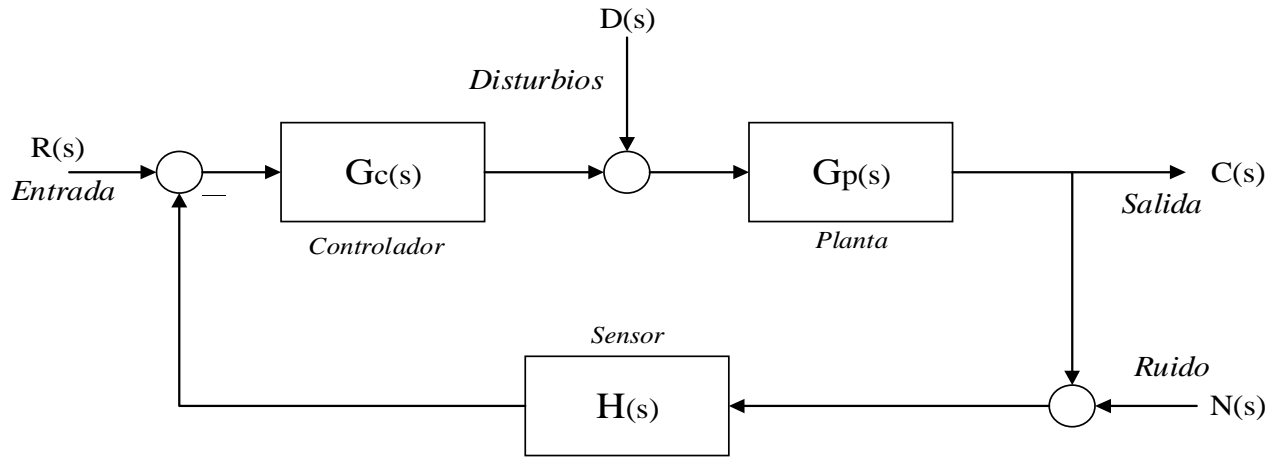 D(s)
Disturbios
R(s)
Entrada
—
Gc(s)
Controlador
Gp(s)
Planta
C(s)
Salida
Sensor
H(s)
Ruido
N(s)